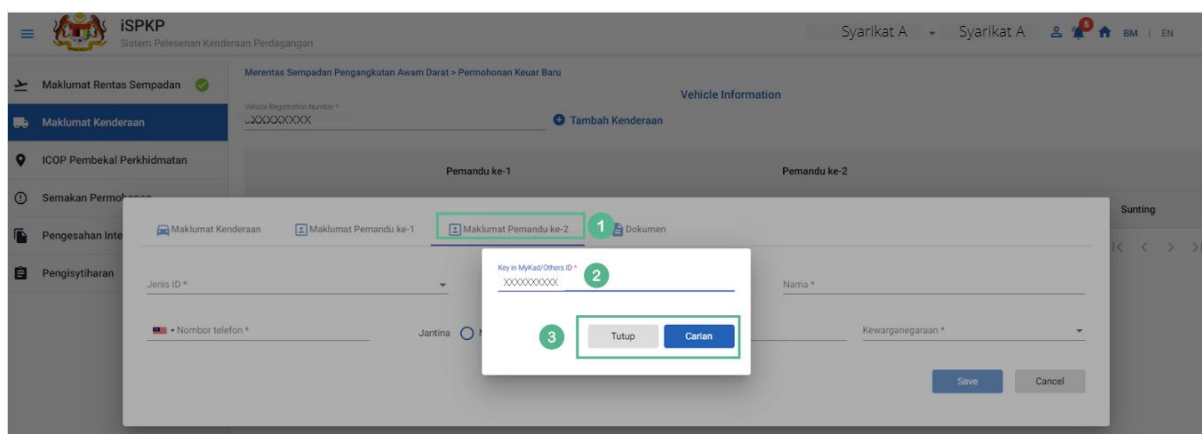 iSPKP
Sistem Pelesenan Kenderaan Perdagangan
Syarikat A
Syarikat A
5
BM | EN
Maklumat Rentas Sempadan
Maklumat Kenderaan
ICOP Pembekal Perkhidmatan
Semakan
Pengesahan
Pengisytiharan
Merentas Sempadan Pengangkutan Awam Darat > Permohonan Keuar Baru
Vehicle Information
Vehicle Registration Number *
XXXXXXXX
Tambah Kenderaan
Pemandu ke-1
Pemandu ke-2
Sunting
Maklumat Kenderaan
Maklumat Pemandu ke-1
Maklumat Pemandu ke-2
1
Dokumen
Key in MyKad/Others ID *
XXXXXXXXXX
2
Jenis ID *
Nama *
Nombor telefon *
Jantina
Kewarganegaraan *
3
Tutup
Carian
Save
Cancel